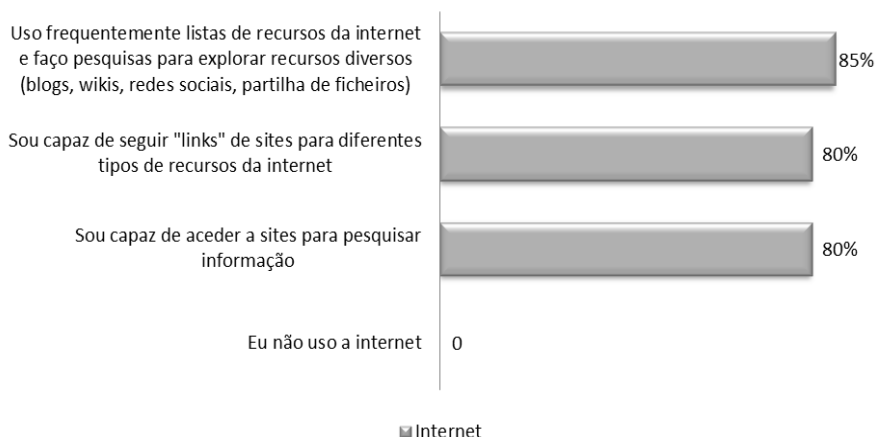 Uso frequentemente listas de recursos da internet
e faço pesquisas para explorar recursos diversos
(blogs, wikis, redes sociais, partilha de ficheiros)
85%
Sou capaz de seguir "links" de sites para diferentes
tipos de recursos da internet
80%
Sou capaz de aceder a sites para pesquisar
informação
80%
Eu não uso a internet
0
Internet